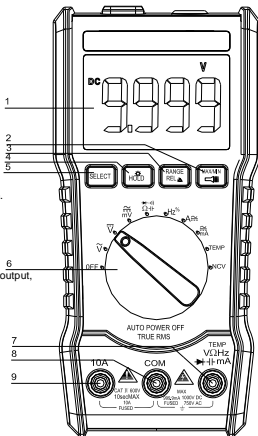 V
DC 9.999
1
2
3
4
5
SELECT HOLD RANGE REL▲ MAX/MIN
Hz%
mV
Ω
V
A
mA
TEMP
V
OFF
NCV
6
output,
AUTO POWER OFF
TRUE RMS
7
8
9
TEMP
10A COM VΩHz
mA
CAT II 600V
10secMAX
10A
FUSED
MAX
1000V DC
750V AC
FUSED